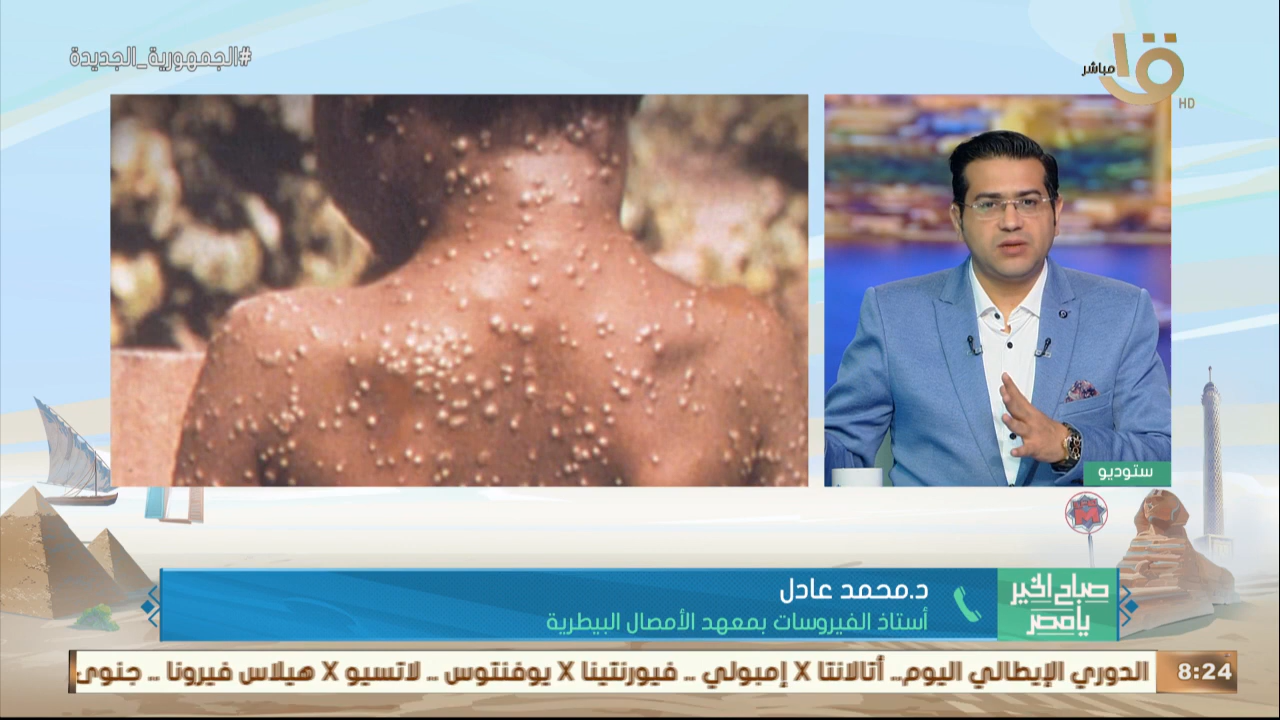 #الجمهورية_الجديدة
مباشر
HD
ستوديو
صباح الخير
يا مصر
د.محمد عادل
أستاذ الفيروسات بمعهد الأمصال البيطرية
8:24
الدوري الإيطالي اليوم.. أتالانتا X إمبولي .. فيورنتينا X يوفنتوس .. لاتسيو X هيلاس فيرونا .. جنوى